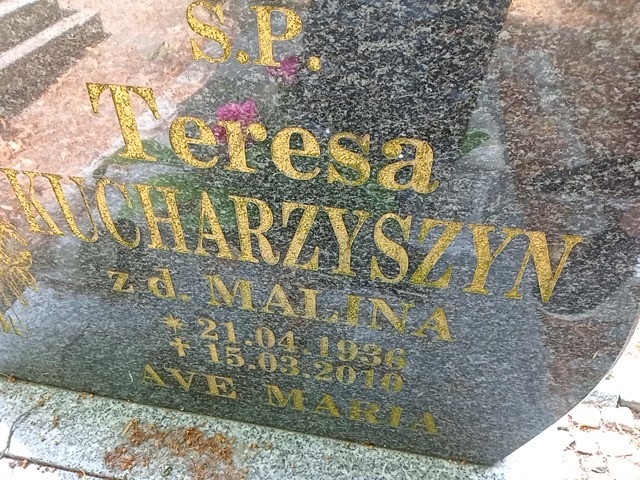 Ś.P.
Teresa
KUCHARZYSZYN
z d. MALINA
* 21.04.1936
† 15.03.2010
AVE MARIA